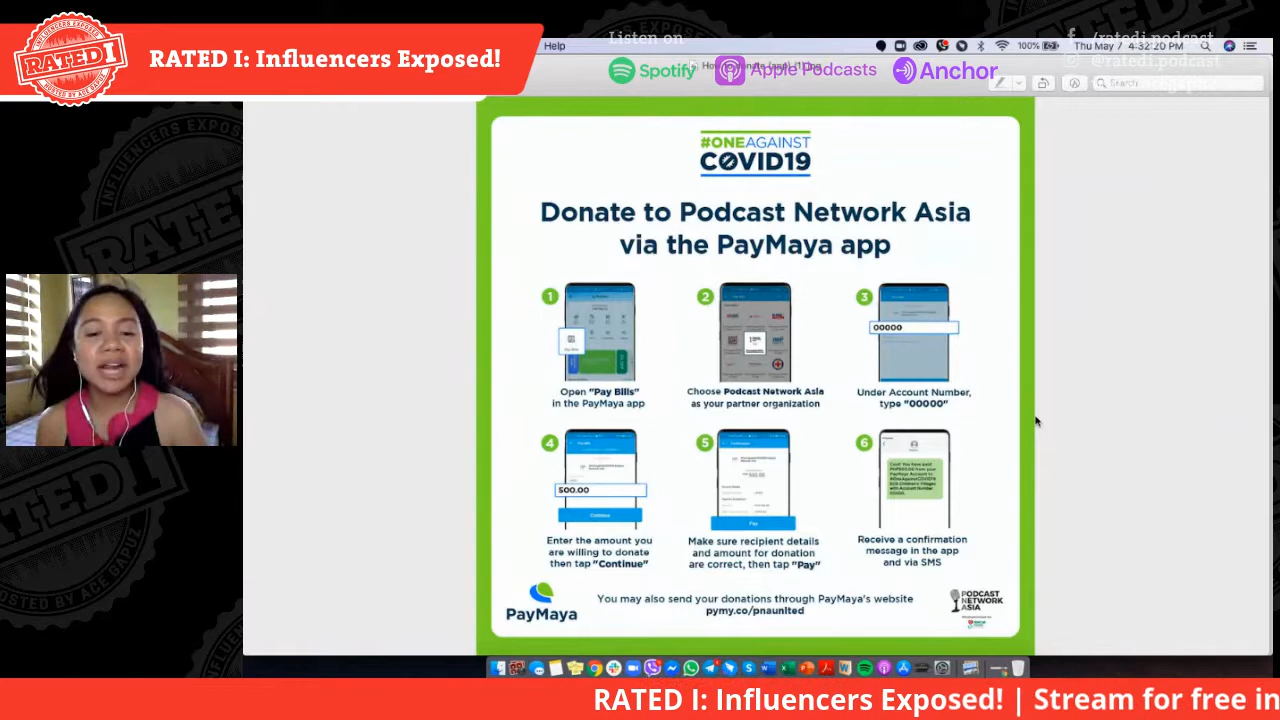 RATED I
RATED I: Influencers Exposed!
Listen on
Spotify
Apple Podcasts
Anchor
Help
100%
Thu May 7 4:32:20 PM
/ratedi.podcast
@ratedi.podcast
Search
#ONEAGAINST
COVID19
Donate to Podcast Network Asia
via the PayMaya app
1
2
3
00000
Open "Pay Bills"
in the PayMaya app
Choose Podcast Network Asia
as your partner organization
Under Account Number,
type "00000"
4
5
6
500.00
Continue
Pay
Enter the amount you
are willing to donate
then tap "Continue"
Make sure recipient details
and amount for donation
are correct, then tap "Pay"
Receive a confirmation
message in the app
and via SMS
PayMaya
You may also send your donations through PayMaya's website
pymy.co/pnaunited
PODCAST
NETWORK
ASIA
RATED I: Influencers Exposed! | Stream for free in